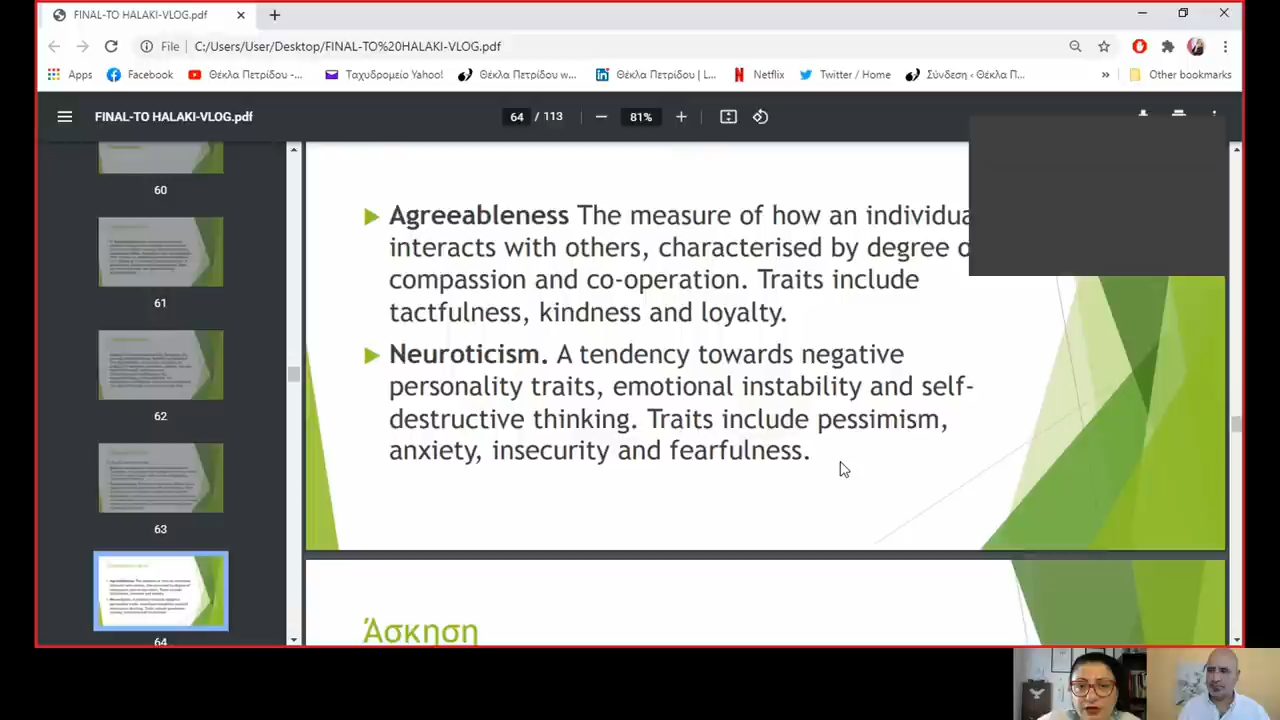 FINAL-TO HALAKI-VLOG.pdf
File C:/Users/User/Desktop/FINAL-TO%20HALAKI-VLOG.pdf
Apps Facebook Θέκλα Πετρίδου -... Ταχυδρομείο Yahoo! Θέκλα Πετρίδου w... Θέκλα Πετρίδου | L... Netflix Twitter / Home Σύνδεση ‹ Θέκλα Π... » Other bookmarks
FINAL-TO HALAKI-VLOG.pdf 64 / 113 81%
60
61
62
63
64
Agreeableness The measure of how an individua
interacts with others, characterised by degree o
compassion and co-operation. Traits include
tactfulness, kindness and loyalty.
Neuroticism. A tendency towards negative
personality traits, emotional instability and self-
destructive thinking. Traits include pessimism,
anxiety, insecurity and fearfulness.
Άσκηση